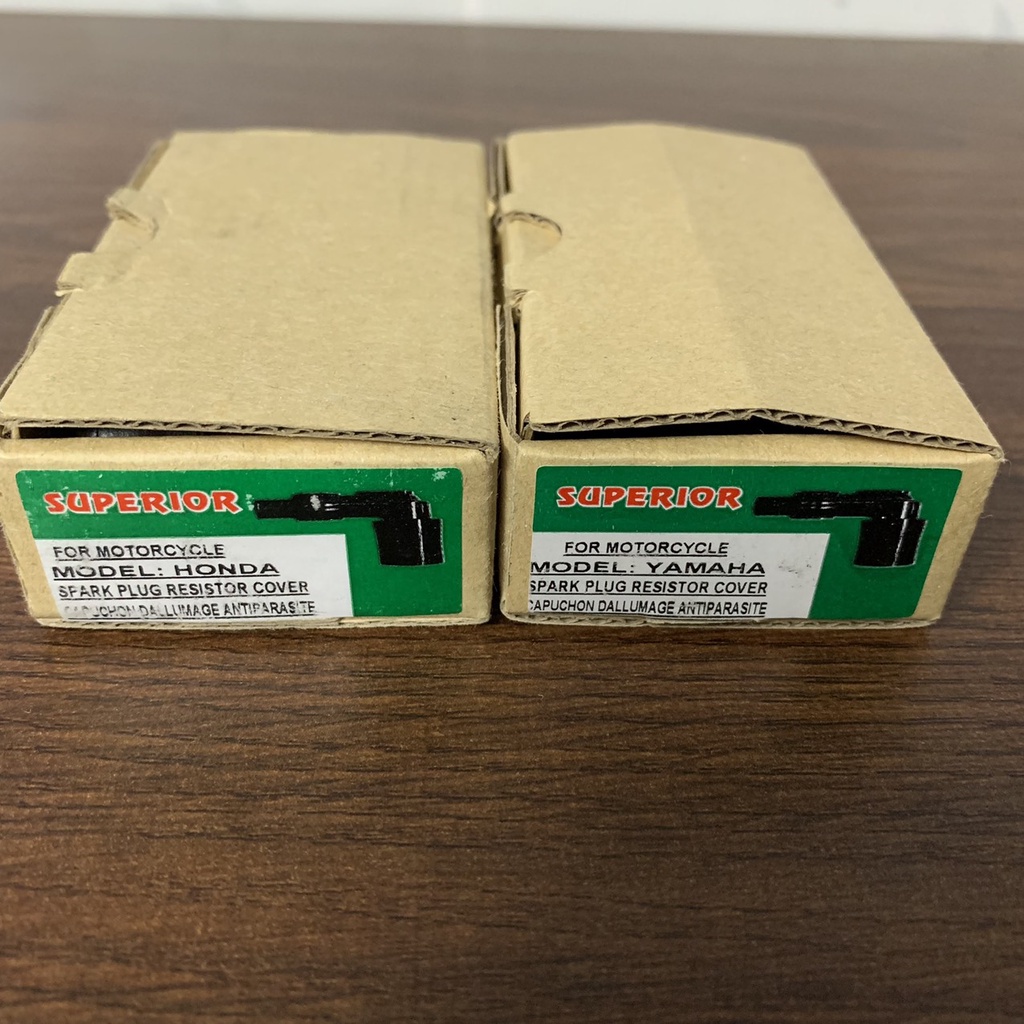 SUPERIOR
FOR MOTORCYCLE
MODEL: HONDA
SPARK PLUG RESISTOR COVER
CAPUCHON DALLUMAGE ANTIPARASITE
SUPERIOR
FOR MOTORCYCLE
MODEL: YAMAHA
SPARK PLUG RESISTOR COVER
CAPUCHON DALLUMAGE ANTIPARASITE